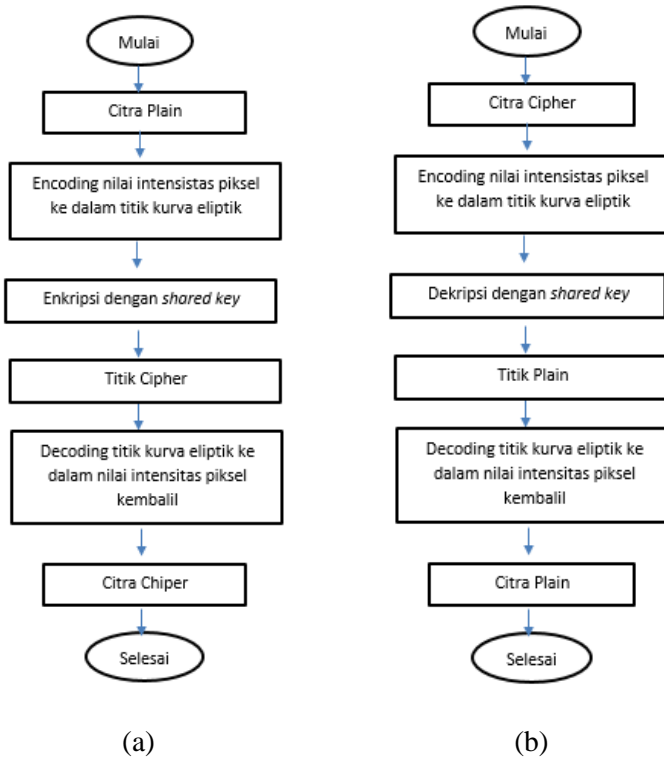 Mulai
Citra Plain
Encoding nilai intensistas piksel
ke dalam titik kurva eliptik
Enkripsi dengan shared key
Titik Cipher
Decoding titik kurva eliptik ke
dalam nilai intensitas piksel
kembalil
Citra Chiper
Selesai
(a)
Mulai
Citra Cipher
Encoding nilai intensistas piksel
ke dalam titik kurva eliptik
Dekripsi dengan shared key
Titik Plain
Decoding titik kurva eliptik ke
dalam nilai intensitas piksel
kembalil
Citra Plain
Selesai
(b)